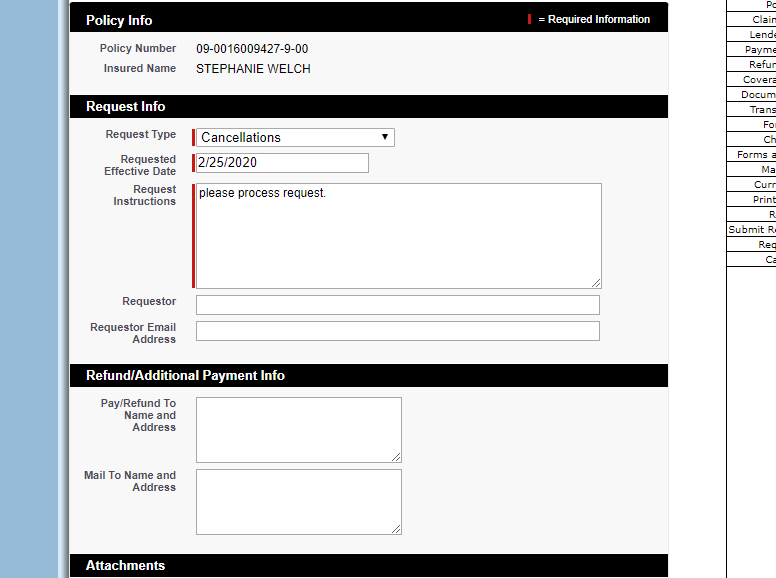 Policy Info
= Required Information
Policy Number 09-0016009427-9-00
Insured Name STEPHANIE WELCH
Request Info
Request Type Cancellations
Requested
Effective Date 2/25/2020
Request
Instructions please process request.
Requestor
Requestor Email
Address
Refund/Additional Payment Info
Pay/Refund To
Name and
Address
Mail To Name and
Address
Attachments
Po
Clain
Lende
Payme
Refun
Covera
Docum
Trans
Fo
Ch
Forms a
Ma
Curr
Print
R
Submit Re
Req
Ca